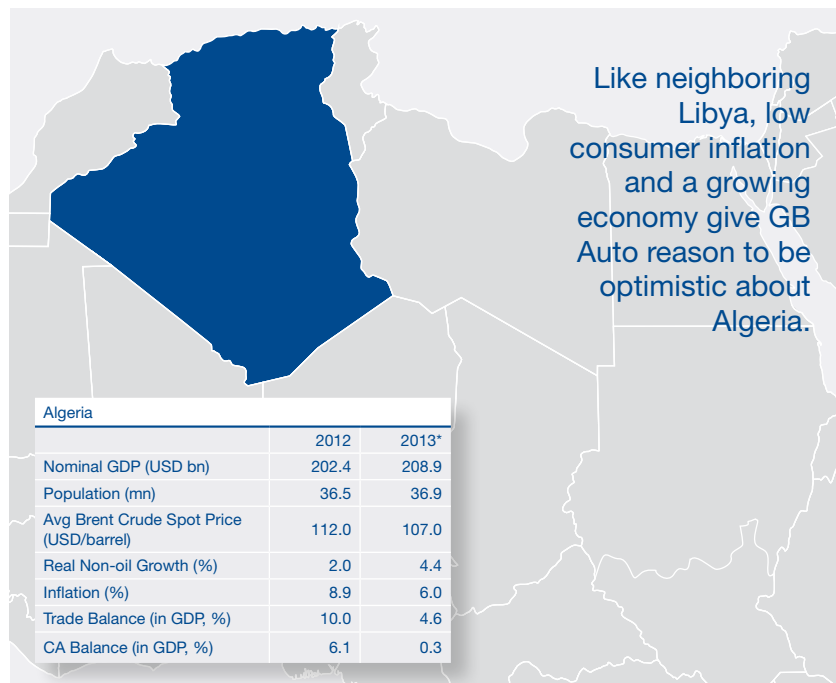 Like neighboring
Libya, low
consumer inflation
and a growing
economy give GB
Auto reason to be
optimistic about
Algeria.
Algeria
2012 2013*
Nominal GDP (USD bn) 202.4 208.9
Population (mn) 36.5 36.9
Avg Brent Crude Spot Price
(USD/barrel) 112.0 107.0
Real Non-oil Growth (%) 2.0 4.4
Inflation (%) 8.9 6.0
Trade Balance (in GDP, %) 10.0 4.6
CA Balance (in GDP, %) 6.1 0.3